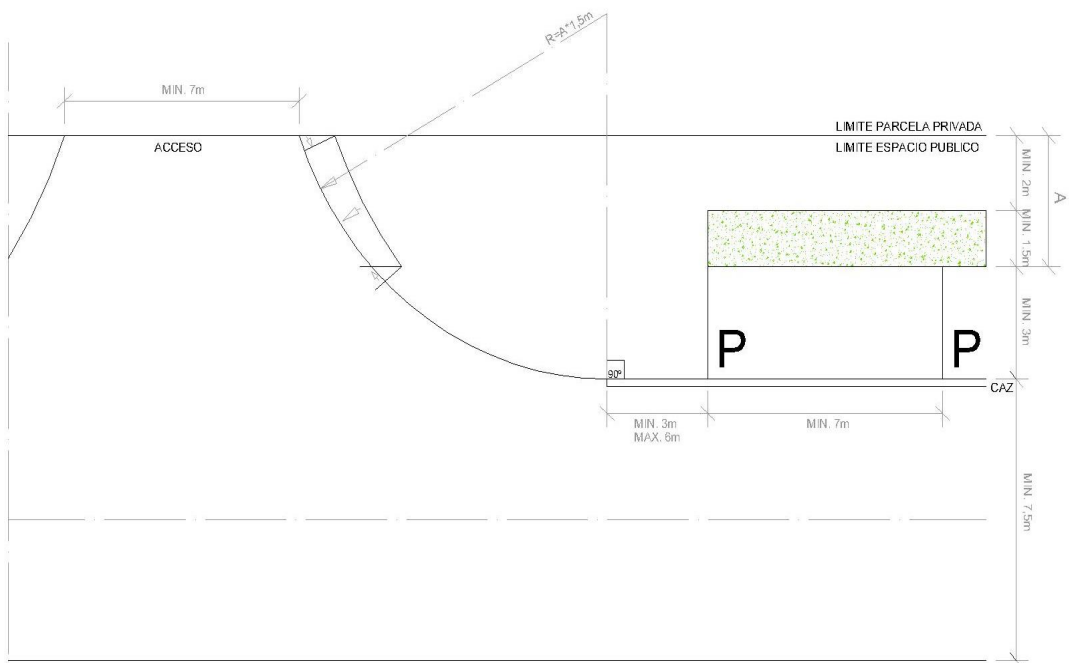 R=A*1,5m
MIN. 7m
LIMITE PARCELA PRIVADA
ACCESO
LIMITE ESPACIO PUBLICO
MIN. 2m
A
MIN. 1.5m
MIN. 3m
P
P
90º
CAZ
MIN. 3m
MAX. 6m
MIN. 7m
MIN. 7,5m